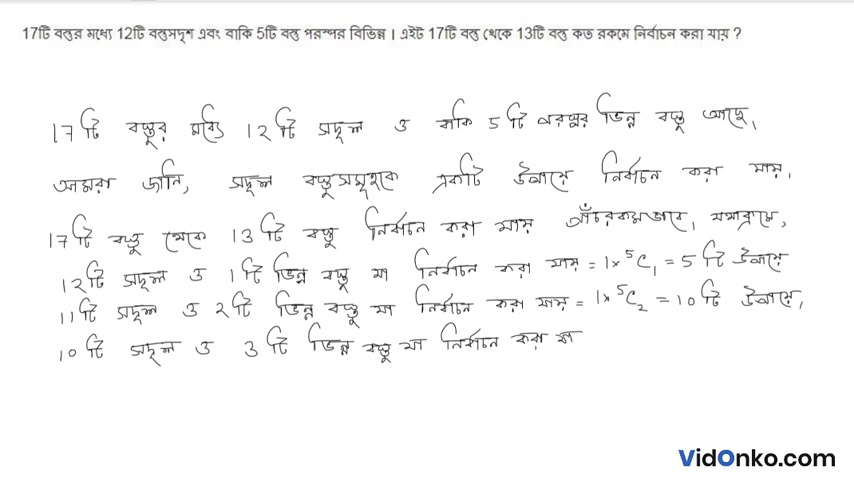 17টি বস্তুর মধ্যে 12টি বস্তুসদৃশ এবং বাকি 5টি বস্তু পরস্পর বিভিন্ন । এইট 17টি বস্তু থেকে 13টি বস্তু কত রকমে নির্বাচন করা যায় ?
17 টি বস্তুর মধ্যে 12 টি সদৃশ ও বাকি 5 টি পরস্পর ভিন্ন বস্তু আছে,
আমরা জানি, সদৃশ বস্তুসমূহকে একটি উপায়ে নির্বাচন করা যায়,
17 টি বস্তু থেকে 13 টি বস্তু নির্বাচন করা যায় পাঁচরকমভাবে, যথাক্রমে,
12টি সদৃশ ও 1টি ভিন্ন বস্তু যা নির্বাচন করা যায় = 1 × ⁵C₁ = 5 টি উপায়ে
11টি সদৃশ ও 2টি ভিন্ন বস্তু যা নির্বাচন করা যায় = 1 × ⁵C₂ = 10 টি উপায়ে,
10 টি সদৃশ ও 3 টি ভিন্ন বস্তু যা নির্বাচন করা যা
VidOnko.com